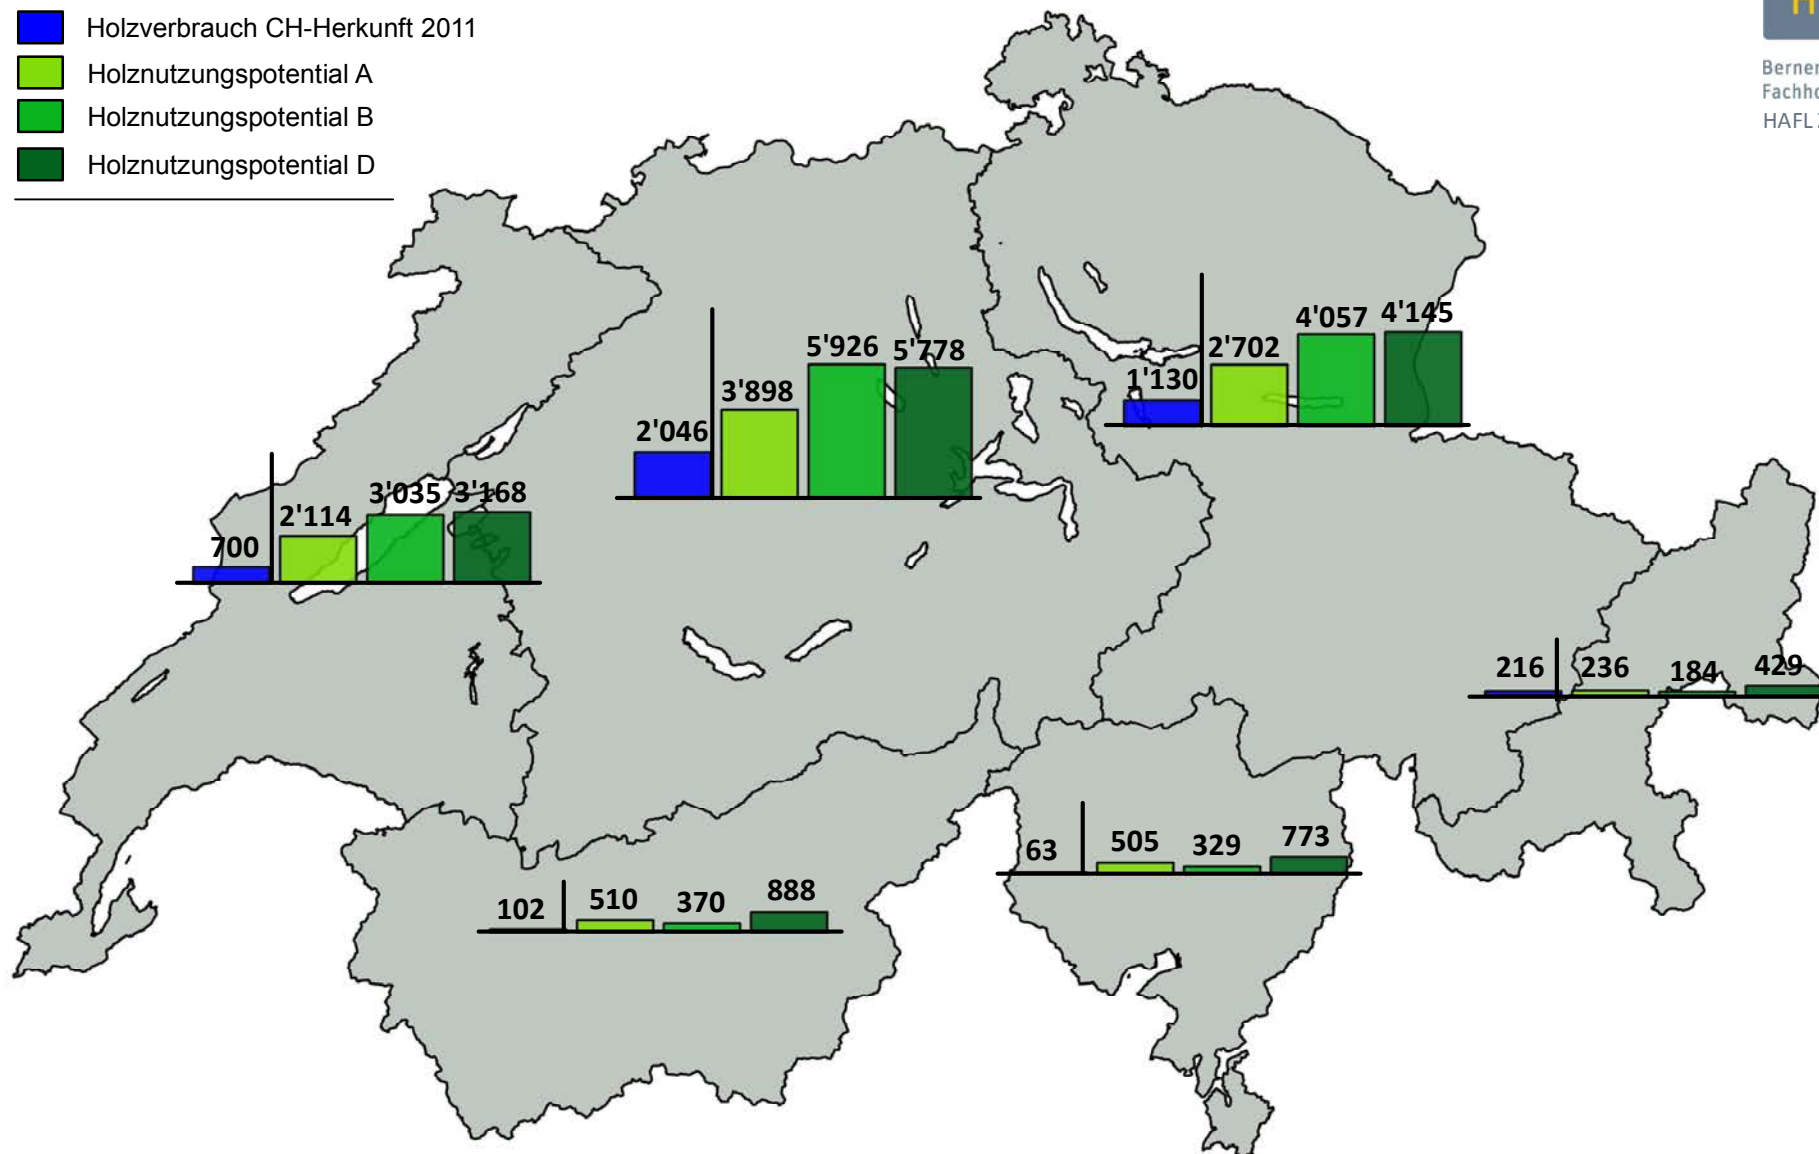 Holzverbrauch CH-Herkunft 2011
Holznutzungspotential A
Holznutzungspotential B
Holznutzungspotential D
H
Berner
Fachho
HAFL
4'057 4'145
2'702
1'130
5'926 5'778
3'898
2'046
3'035 3'168
2'114
700
216 236 184 429
63 505 329 773
102 510 370 888